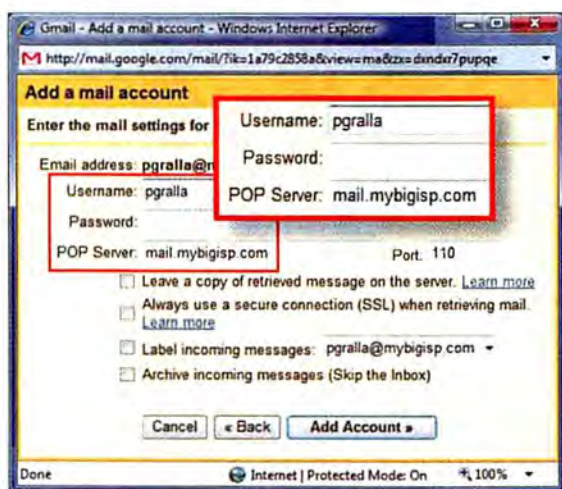 Gmail - Add a mail account - Windows Internet Explorer
http://mail.google.com/mail/?ik=1a79c2858a&view=ma&zx=dxndxr7pupqe
Add a mail account
Enter the mail settings for
Email address: pgralla@
Username: pgralla
Password:
POP Server: mail.mybigisp.com
Username: pgralla
Password:
POP Server: mail.mybigisp.com
Port: 110
Leave a copy of retrieved message on the server. Learn more
Always use a secure connection (SSL) when retrieving mail.
Learn more
Label incoming messages: pgralla@mybigisp.com
Archive incoming messages (Skip the Inbox)
Cancel « Back Add Account »
Done Internet | Protected Mode: On 100%